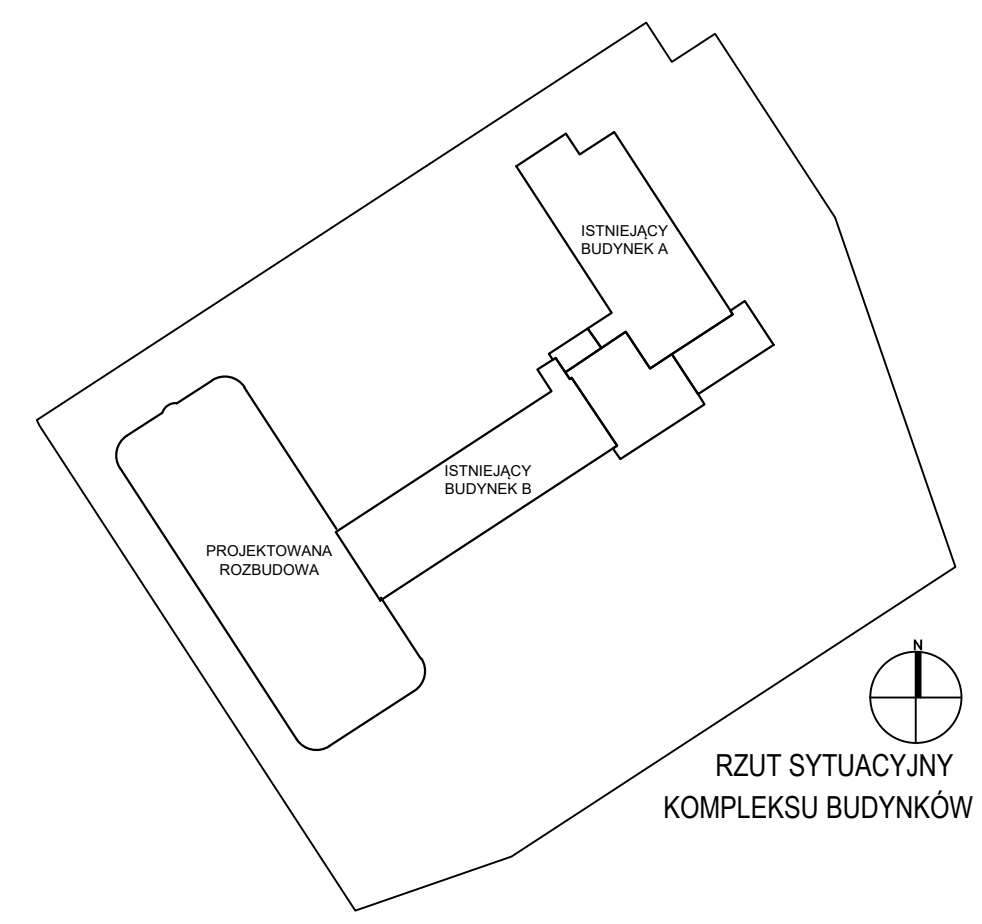 ISTNIEJĄCY
BUDYNEK A
ISTNIEJĄCY
BUDYNEK B
PROJEKTOWANA
ROZBUDOWA
N
RZUT SYTUACYJNY
KOMPLEKSU BUDYNKÓW